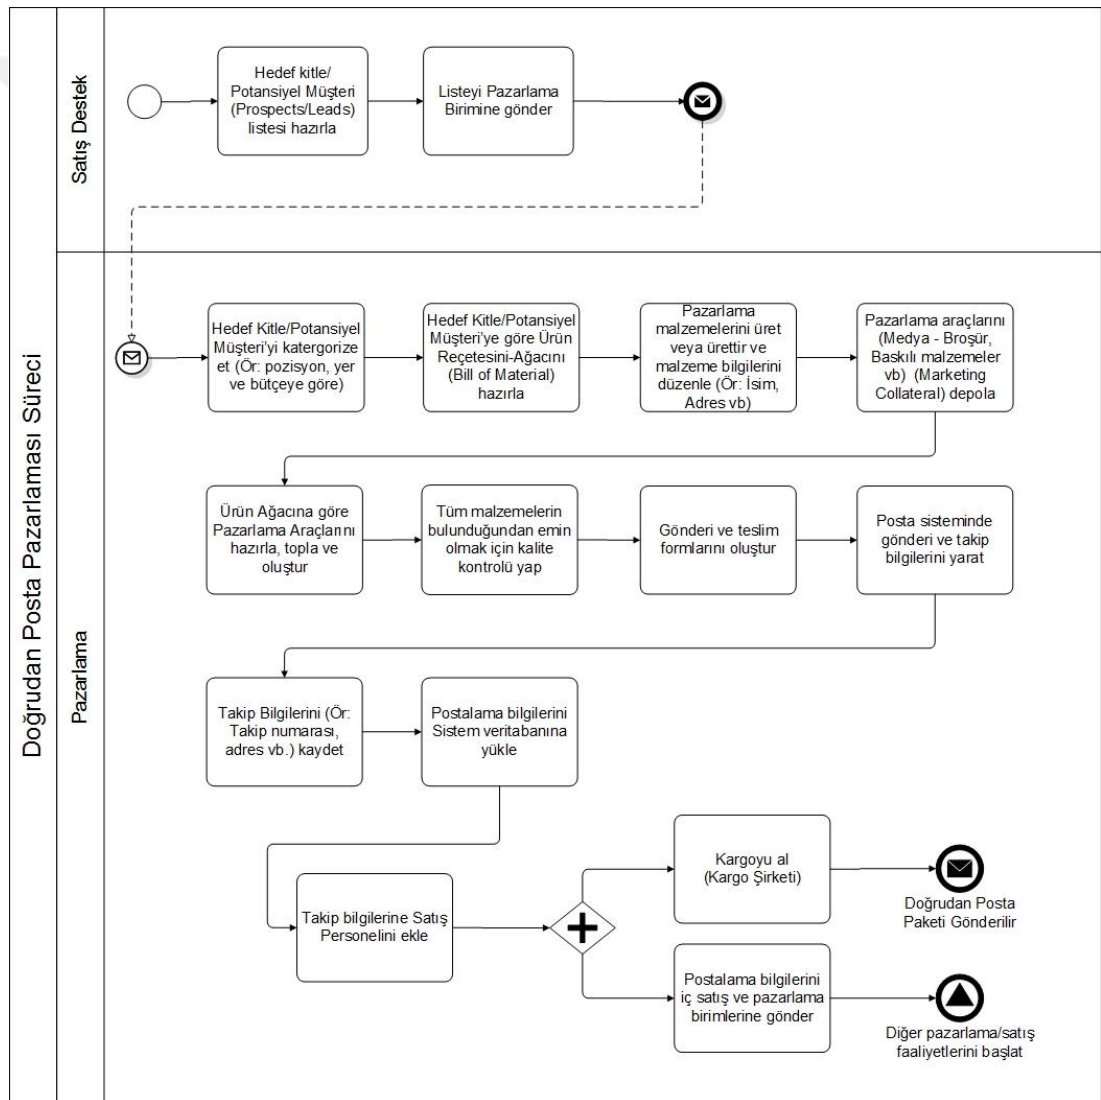 Doğrudan Posta Pazarlaması Süreci
Satış Destek
Hedef kitle/
Potansiyel Müşteri
(Prospects/Leads)
listesi hazırla
Listeyi Pazarlama
Birimine gönder
Pazarlama
Hedef Kitle/Potansiyel
Müşteri'yi katergorize
et (Ör: pozisyon, yer
ve bütçeye göre)
Hedef Kitle/Potansiyel
Müşteri'ye göre Ürün
Reçetesini-Ağacını
(Bill of Material)
hazırla
Pazarlama
malzemelerini üret
veya ürettir ve
malzeme bilgilerini
düzenle (Ör: İsim,
Adres vb)
Pazarlama araçlarını
(Medya - Broşür,
Baskılı malzemeler
vb) (Marketing
Collateral) depola
Ürün Ağacına göre
Pazarlama Araçlarını
hazırla, topla ve
oluştur
Tüm malzemelerin
bulunduğundan emin
olmak için kalite
kontrolü yap
Gönderi ve teslim
formlarını oluştur
Posta sisteminde
gönderi ve takip
bilgilerini yarat
Takip Bilgilerini (Ör:
Takip numarası,
adres vb.) kaydet
Postalama bilgilerini
Sistem veritabanına
yükle
Takip bilgilerine Satış
Personelini ekle
Kargoyu al
(Kargo Şirketi)
Doğrudan Posta
Paketi Gönderilir
Postalama bilgilerini
iç satış ve pazarlama
birimlerine gönder
Diğer pazarlama/satış
faaliyetlerini başlat